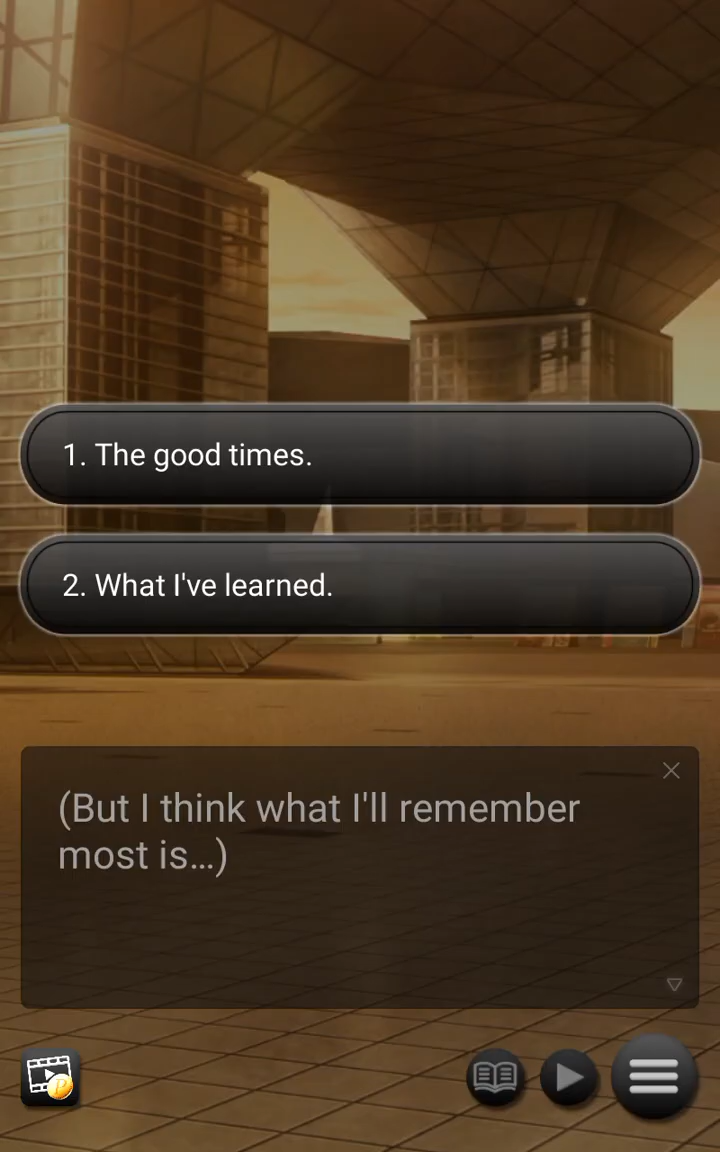 1. The good times.
2. What I've learned.
(But I think what I'll remember
most is...)
P